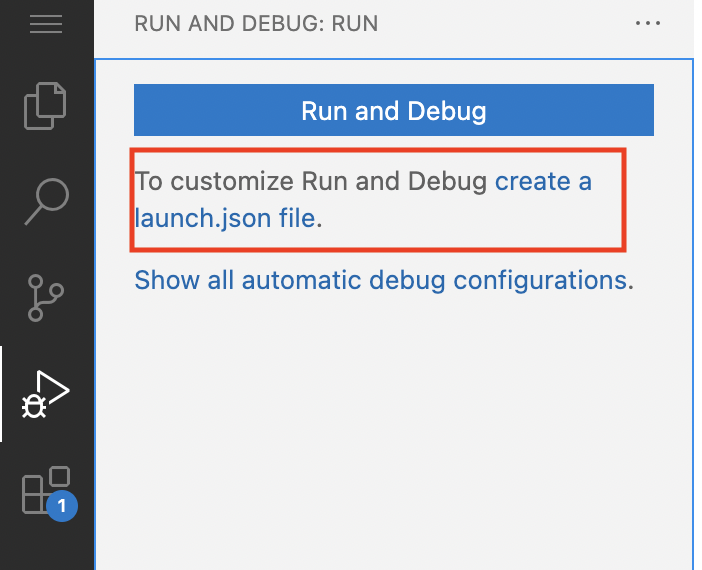 RUN AND DEBUG: RUN
Run and Debug
To customize Run and Debug create a
launch.json file.
Show all automatic debug configurations.
1